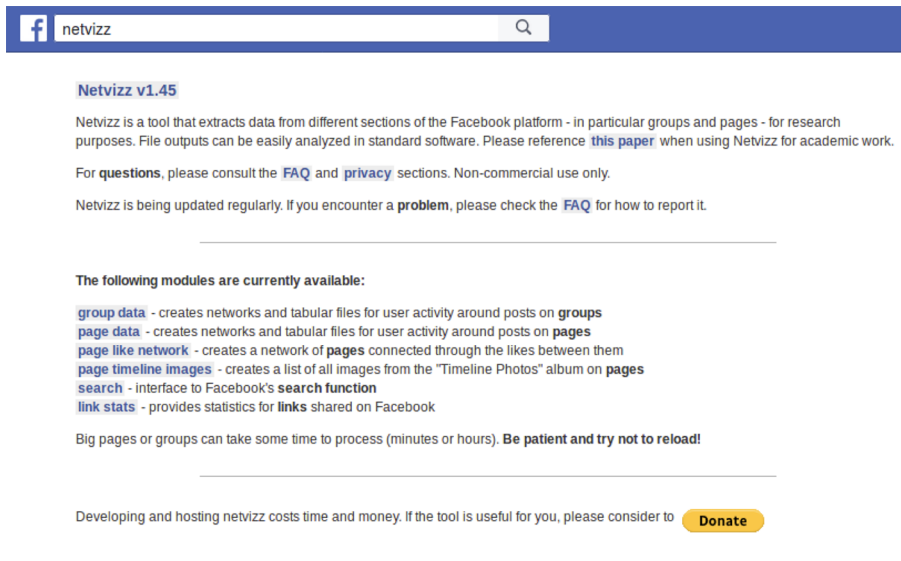 f netvizz
Netvizz v1.45
Netvizz is a tool that extracts data from different sections of the Facebook platform - in particular groups and pages - for research
purposes. File outputs can be easily analyzed in standard software. Please reference this paper when using Netvizz for academic work.
For questions, please consult the FAQ and privacy sections. Non-commercial use only.
Netvizz is being updated regularly. If you encounter a problem, please check the FAQ for how to report it.
The following modules are currently available:
group data - creates networks and tabular files for user activity around posts on groups
page data - creates networks and tabular files for user activity around posts on pages
page like network - creates a network of pages connected through the likes between them
page timeline images - creates a list of all images from the "Timeline Photos" album on pages
search - interface to Facebook's search function
link stats - provides statistics for links shared on Facebook
Big pages or groups can take some time to process (minutes or hours). Be patient and try not to reload!
Developing and hosting netvizz costs time and money. If the tool is useful for you, please consider to Donate